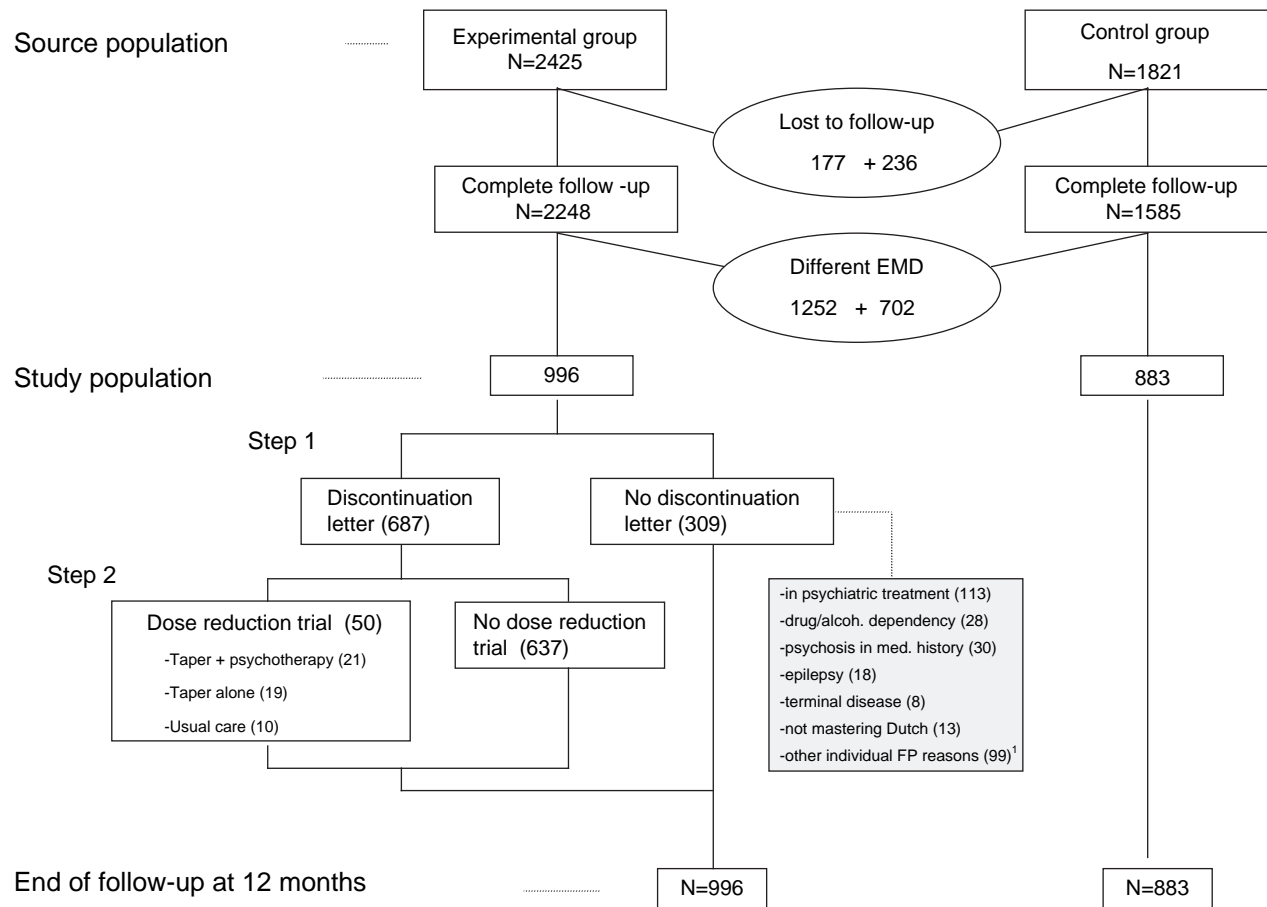 Source population
Experimental group
N=2425
Control group
N=1821
Lost to follow-up
177 + 236
Complete follow -up
N=2248
Complete follow-up
N=1585
Different EMD
1252 + 702
Study population
996
883
Step 1
Discontinuation
letter (687)
No discontinuation
letter (309)
Step 2
Dose reduction trial (50)
-Taper + psychotherapy (21)
-Taper alone (19)
-Usual care (10)
No dose reduction
trial (637)
-in psychiatric treatment (113)
-drug/alcoh. dependency (28)
-psychosis in med. history (30)
-epilepsy (18)
-terminal disease (8)
-not mastering Dutch (13)
-other individual FP reasons (99)¹
End of follow-up at 12 months
N=996
N=883